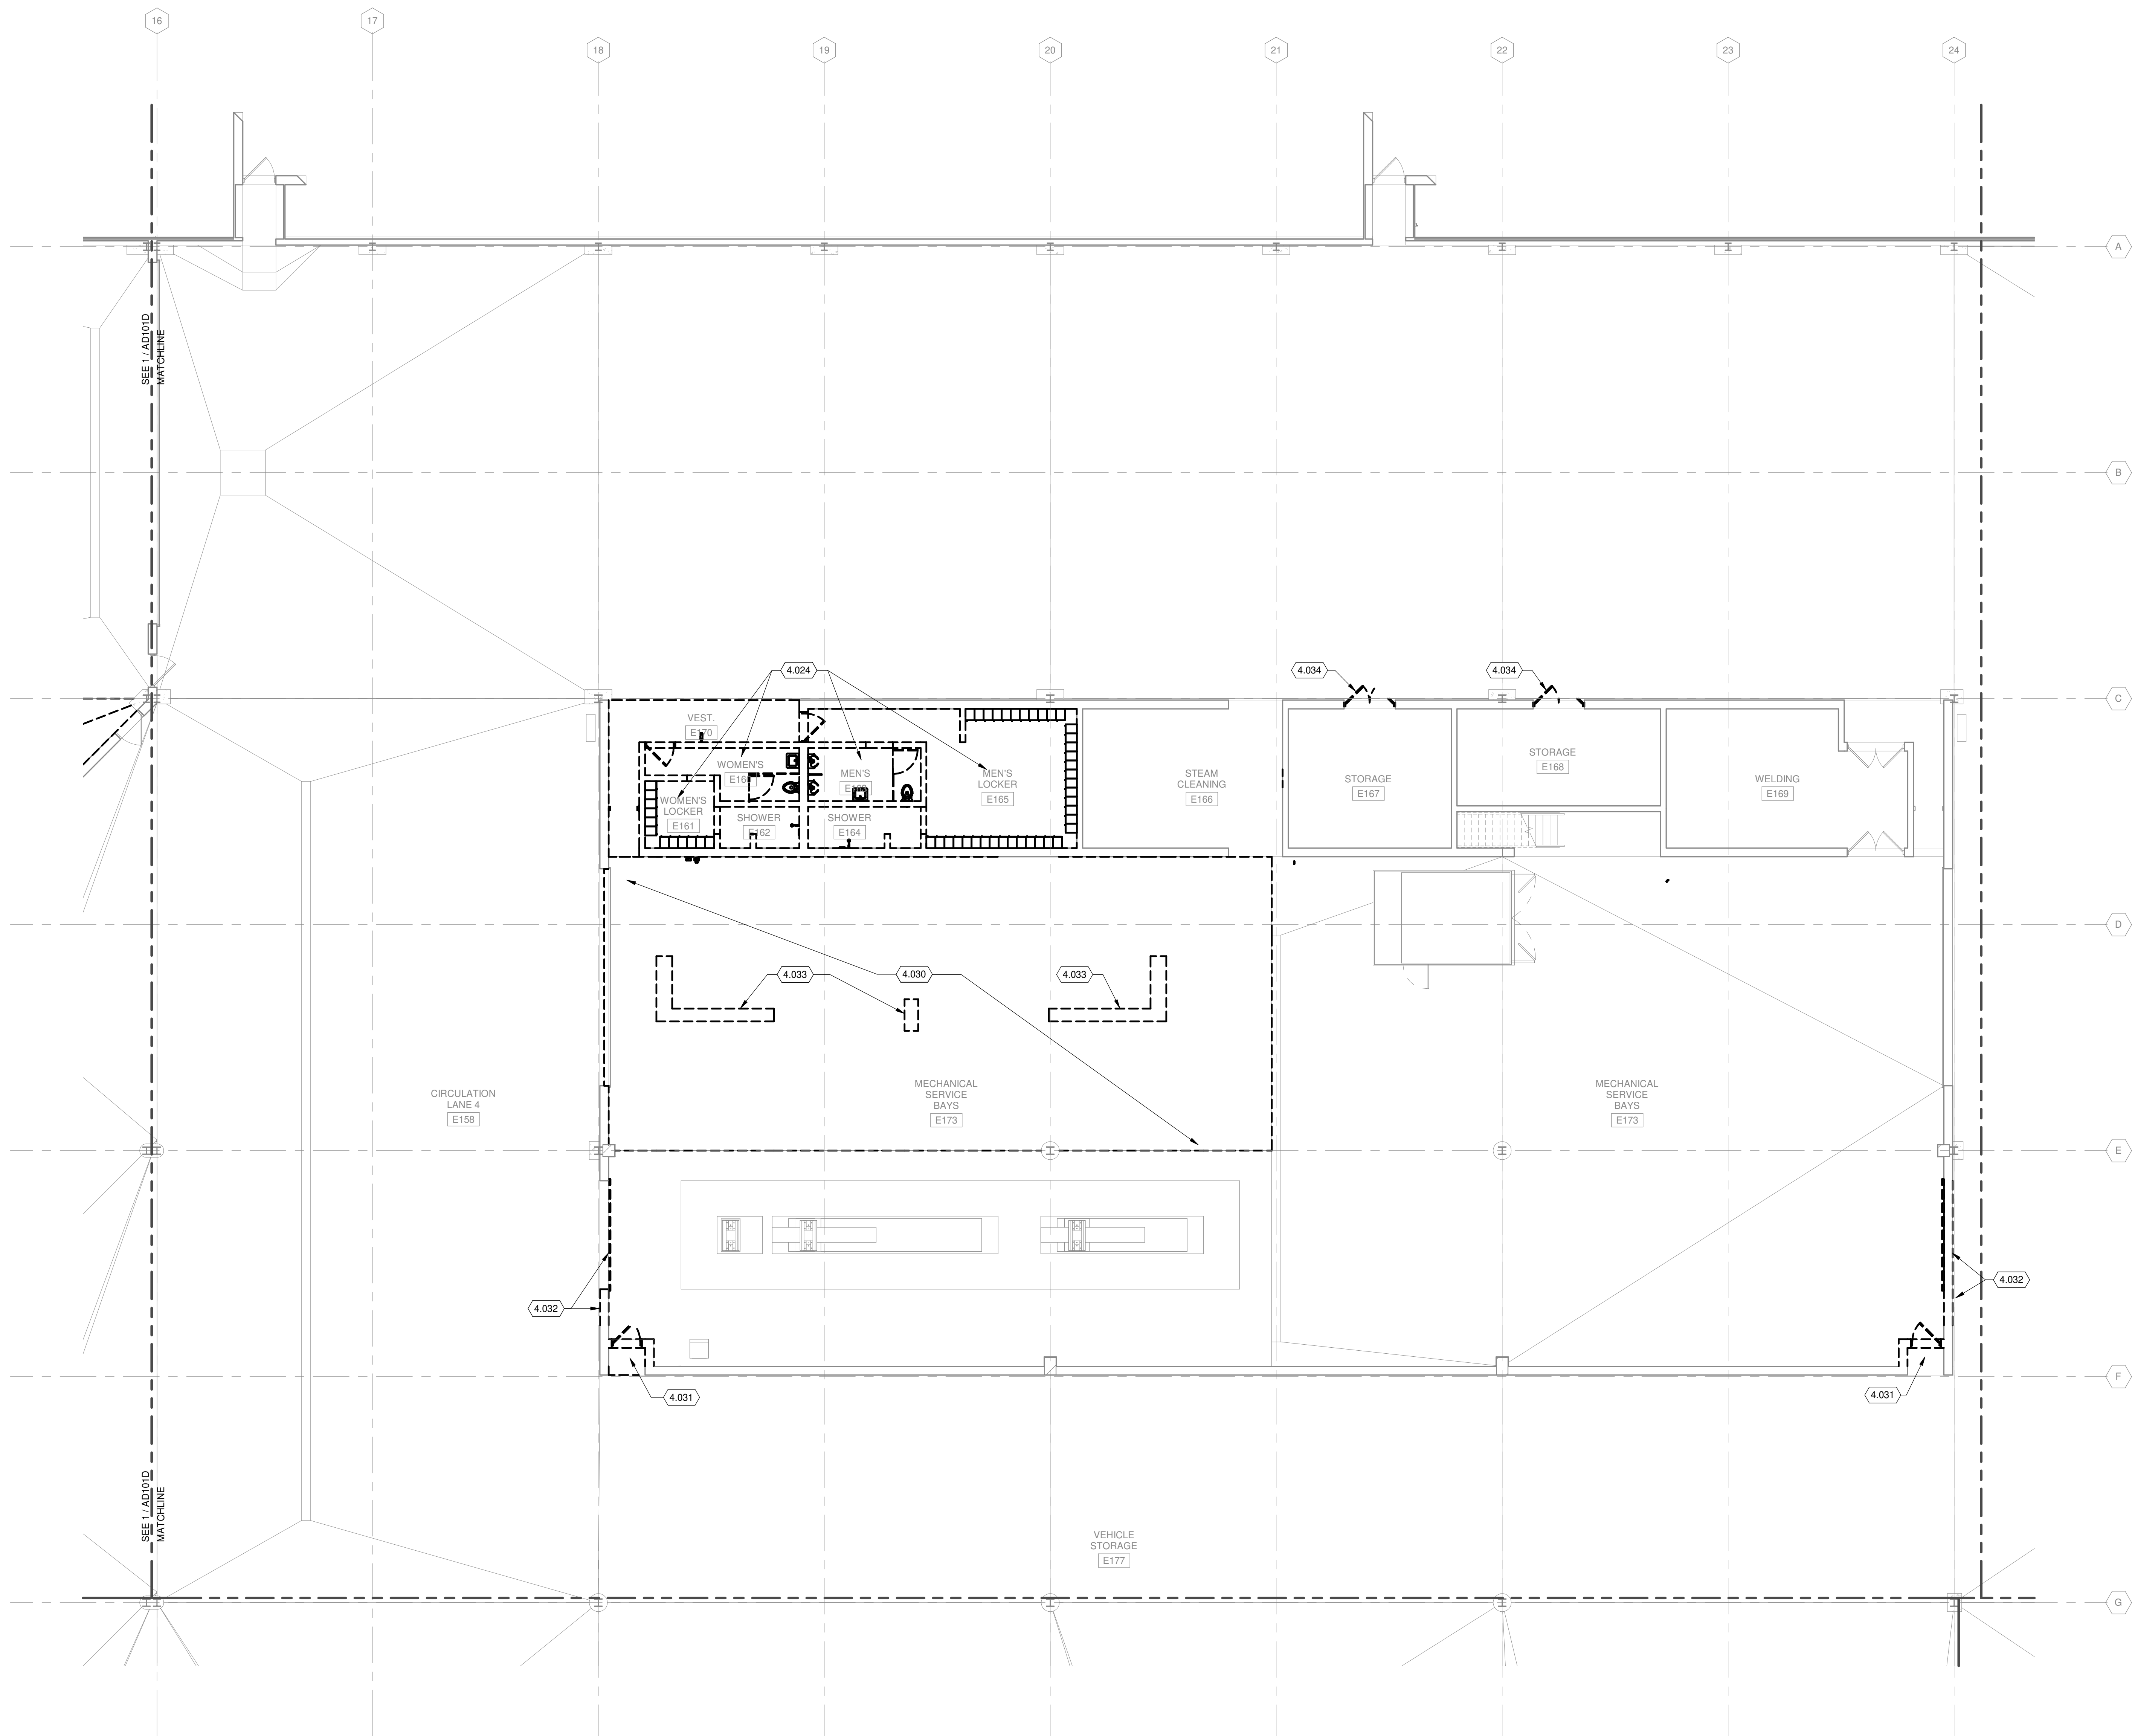 16
17
18
19
20
21
22
23
24
A
B
C
D
E
F
G
SEE 1 / AD101D
MATCHLINE
4.024
4.034
4.034
VEST.
E170
WOMEN'S
WOMEN'S
LOCKER
E161
SHOWER
E162
MEN'S
SHOWER
E164
MEN'S
LOCKER
E165
STEAM
CLEANING
E166
STORAGE
E167
STORAGE
E168
WELDING
E169
4.033
4.030
4.033
CIRCULATION
LANE 4
E158
MECHANICAL
SERVICE
BAYS
E173
MECHANICAL
SERVICE
BAYS
E173
4.032
4.032
4.031
4.031
SEE 1 / AD101D
MATCHLINE
VEHICLE
STORAGE
E177